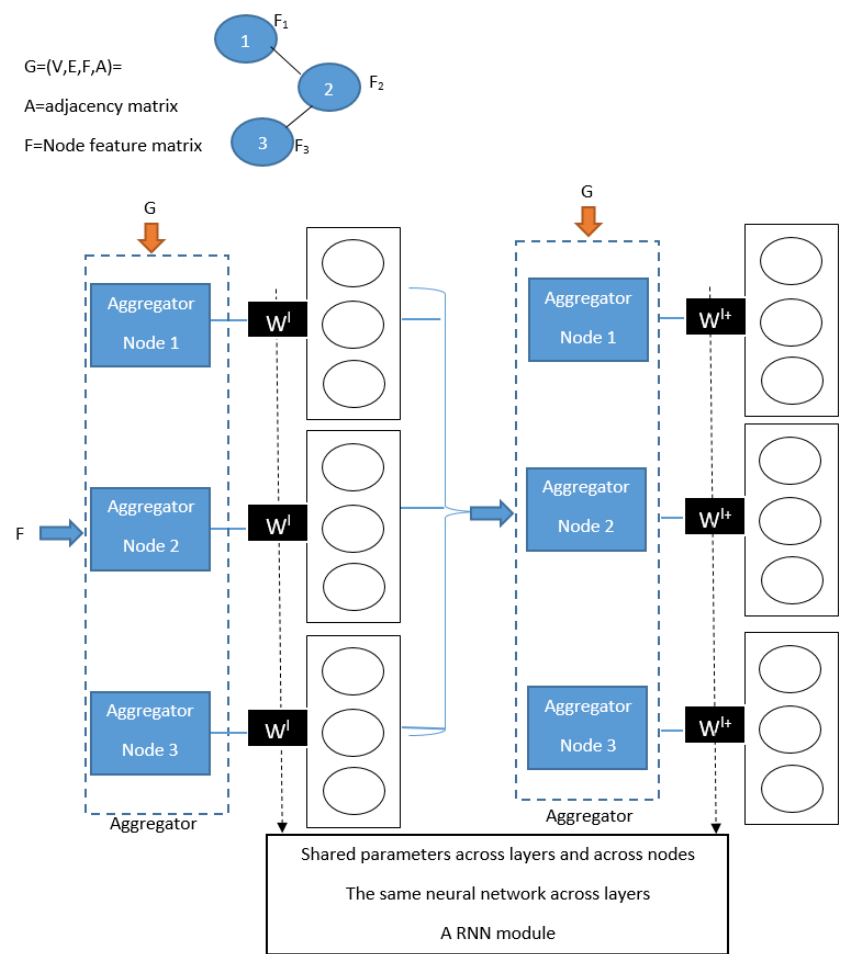 F₁
1
G=(V,E,F,A)=
2
F₂
A=adjacency matrix
3
F₃
F=Node feature matrix
G
G
Aggregator
Node 1
Wˡ
Aggregator
Node 1
Wˡ⁺
F
Aggregator
Node 2
Wˡ
Aggregator
Node 2
Wˡ⁺
Aggregator
Node 3
Wˡ
Aggregator
Node 3
Wˡ⁺
Aggregator
Aggregator
Shared parameters across layers and across nodes
The same neural network across layers
A RNN module